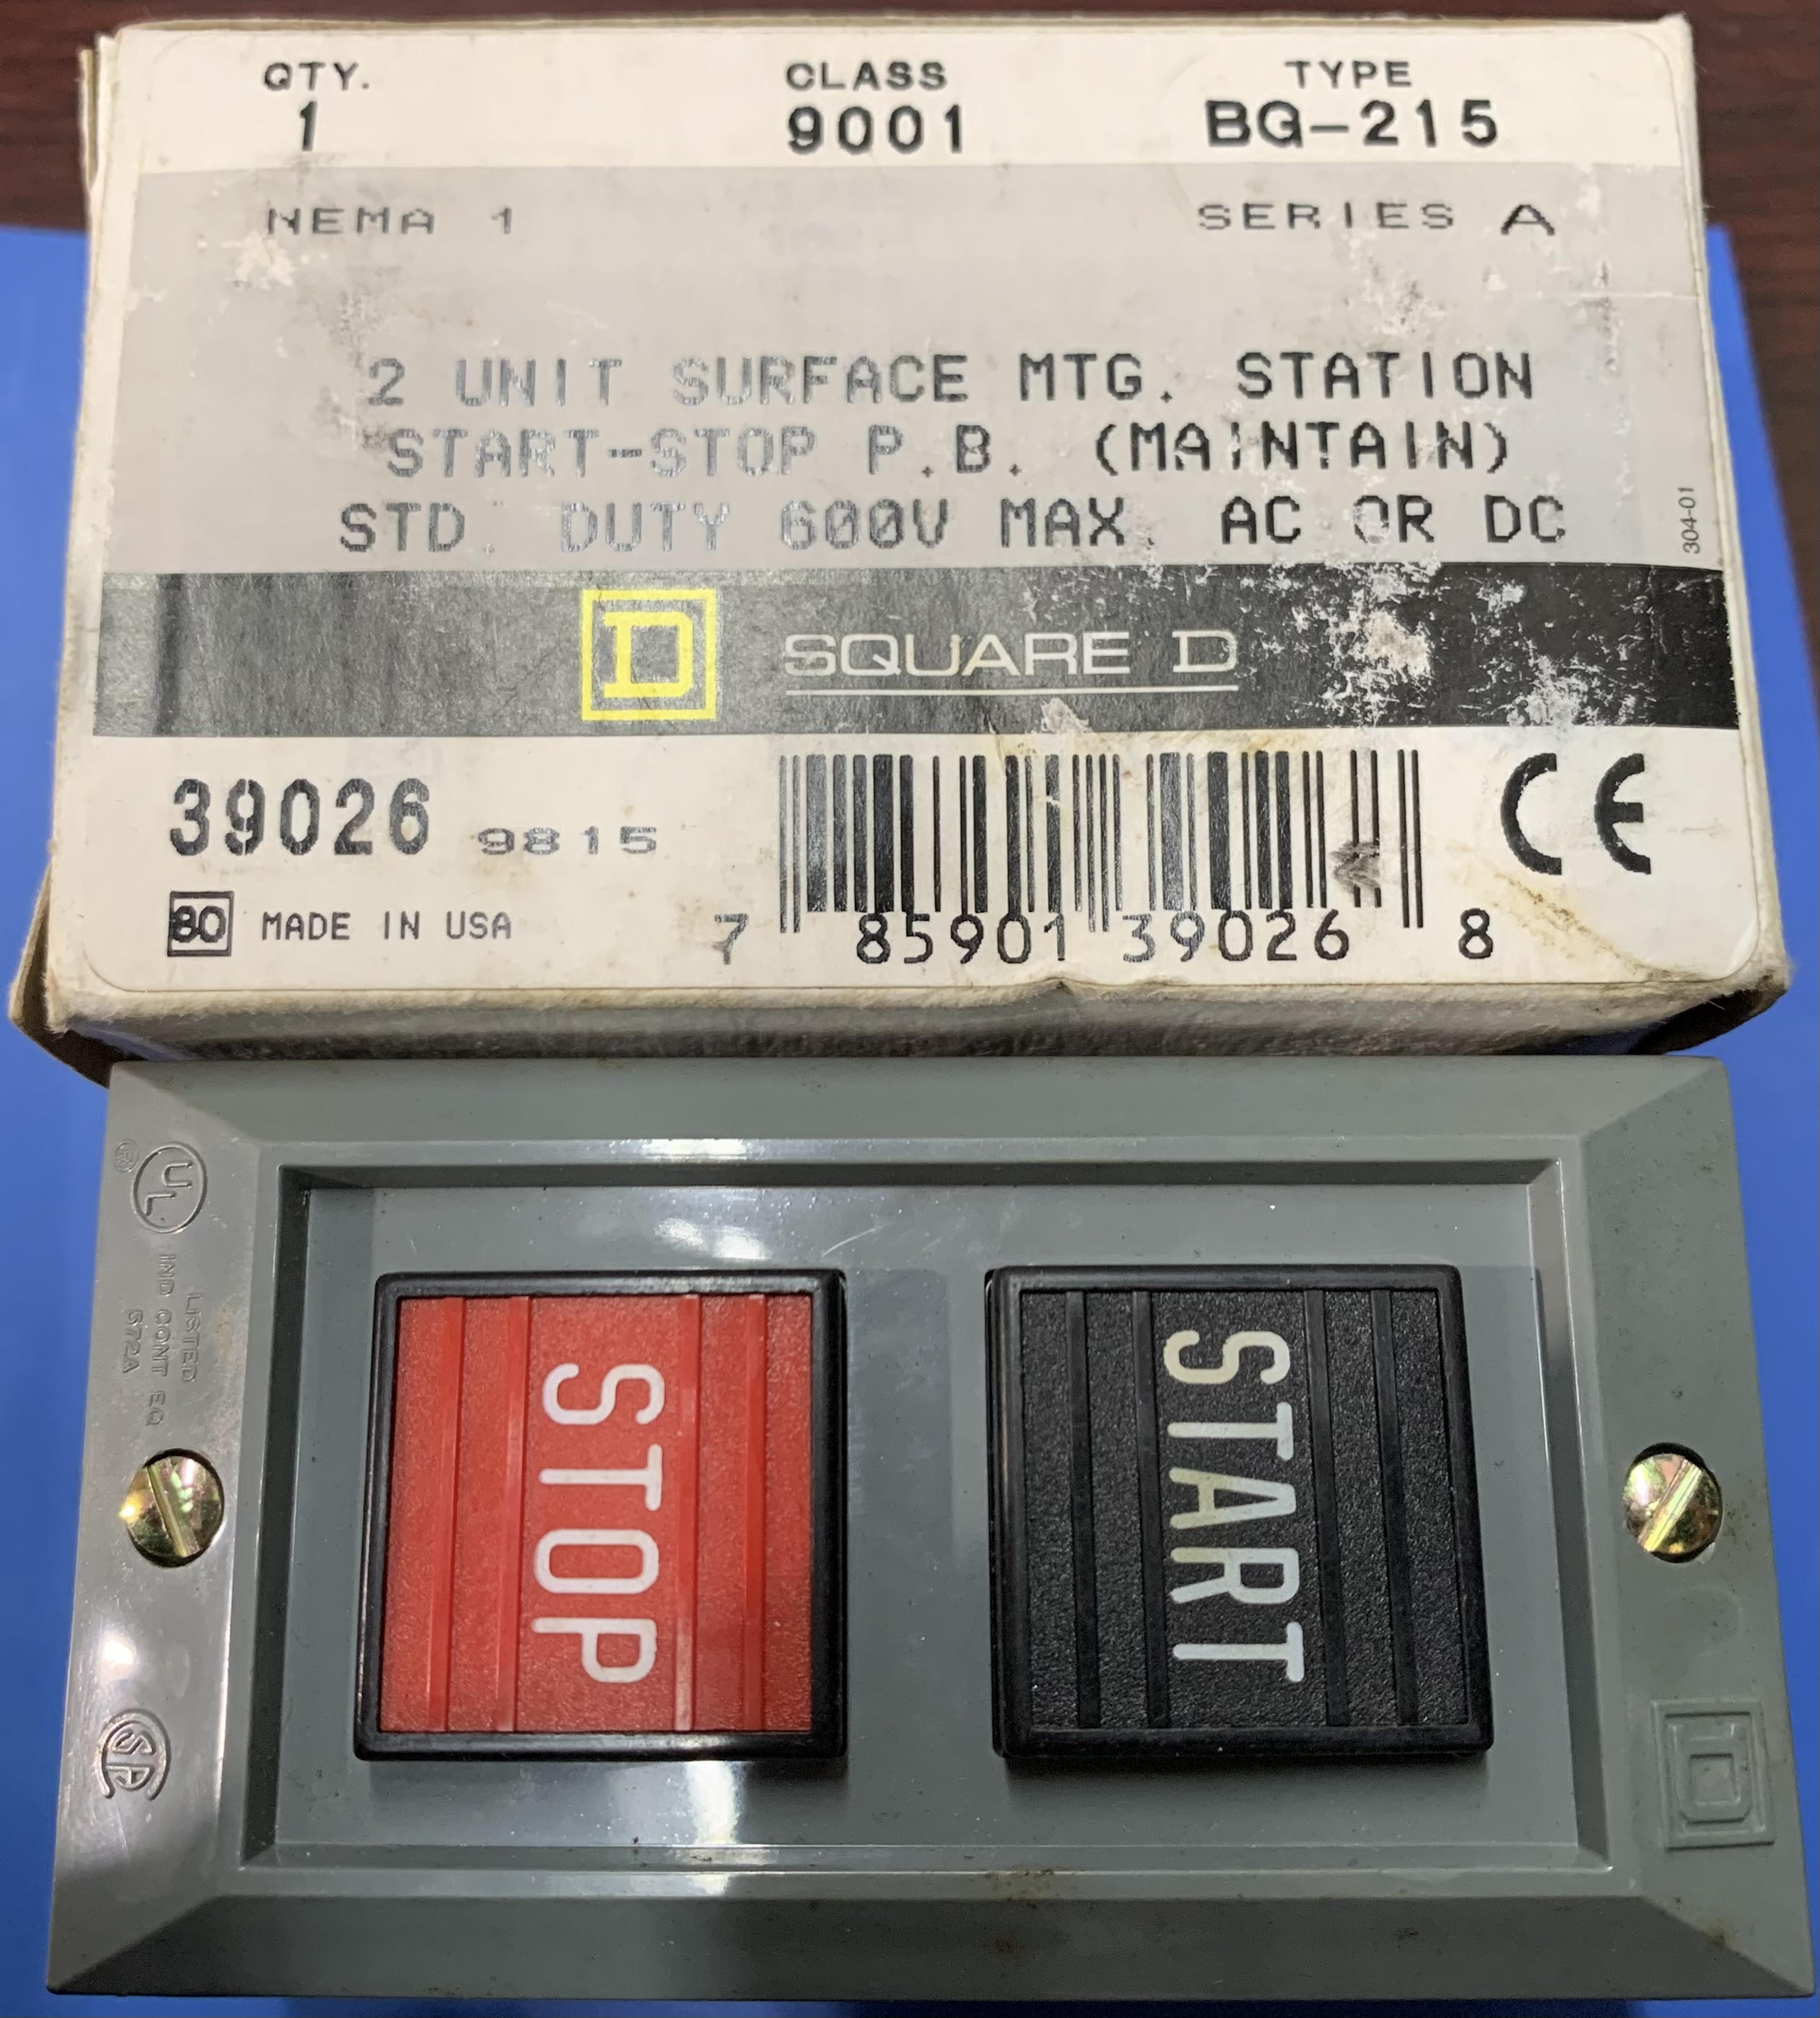 QTY. CLASS TYPE
1 9001 BG-215
NEMA 1 SERIES A
2 UNIT SURFACE MTG. STATION
START-STOP P.B. (MAINTAIN)
STD. DUTY 600V MAX. AC OR DC
304-01
D SQUARE D
39026 9815
CE
80 MADE IN USA
7 85901 39026 8
UL ®
LISTED
IND CONT EQ
672A
SA
STOP
START
D